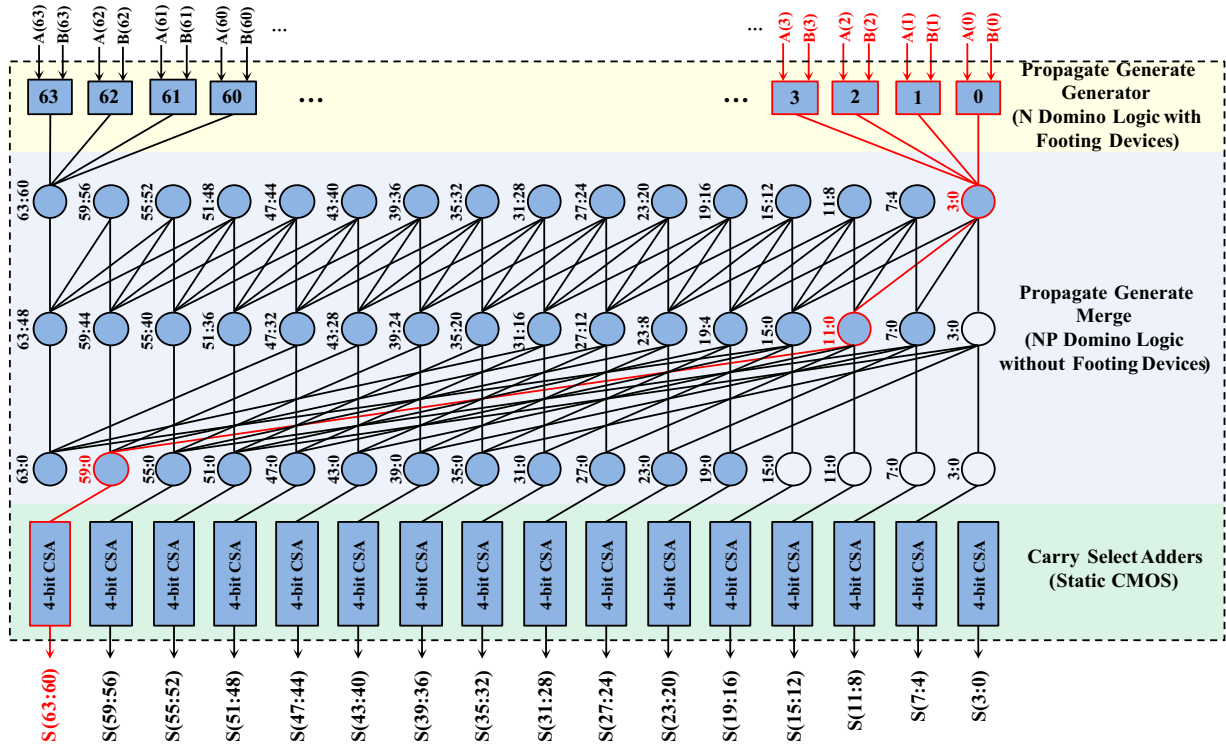 A(63) B(63) A(62) B(62) A(61) B(61) A(60) B(60) ... ... A(3) B(3) A(2) B(2) A(1) B(1) A(0) B(0)
63 62 61 60 ... ... 3 2 1 0
Propagate Generate
Generator
(N Domino Logic with
Footing Devices)
63:60 59:56 55:52 51:48 47:44 43:40 39:36 35:32 31:28 27:24 23:20 19:16 15:12 11:8 7:4 3:0
63:48 59:44 55:40 51:36 47:32 43:28 39:24 35:20 31:16 27:12 23:8 19:4 15:0 11:0 7:0 3:0
Propagate Generate
Merge
(NP Domino Logic
without Footing Devices)
63:0 59:0 55:0 51:0 47:0 43:0 39:0 35:0 31:0 27:0 23:0 19:0 15:0 11:0 7:0 3:0
4-bit CSA 4-bit CSA 4-bit CSA 4-bit CSA 4-bit CSA 4-bit CSA 4-bit CSA 4-bit CSA 4-bit CSA 4-bit CSA 4-bit CSA 4-bit CSA 4-bit CSA 4-bit CSA 4-bit CSA 4-bit CSA
Carry Select Adders
(Static CMOS)
S(63:60) S(59:56) S(55:52) S(51:48) S(47:44) S(43:40) S(39:36) S(35:32) S(31:28) S(27:24) S(23:20) S(19:16) S(15:12) S(11:8) S(7:4) S(3:0)